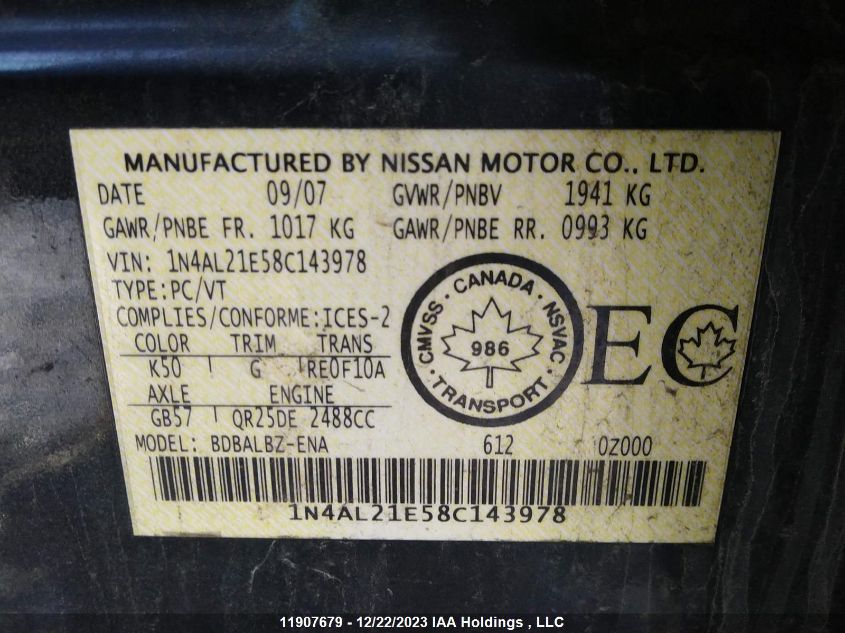 MANUFACTURED BY NISSAN MOTOR CO., LTD.
DATE 09/07 GVWR/PNBV 1941 KG
GAWR/PNBE FR. 1017 KG GAWR/PNBE RR. 0993 KG
VIN: 1N4AL21E58C143978
TYPE:PC/VT
COMPLIES/CONFORME:ICES-2
COLOR TRIM TRANS
K50 G RE0F10A
AXLE ENGINE
GB57 QR25DE 2488CC
MODEL: BDBALBZ-ENA 612 0Z000
CMVSS · CANADA · NSVAC · TRANSPORT ·
986
EC
1N4AL21E58C143978
11907679 - 12/22/2023 IAA Holdings , LLC